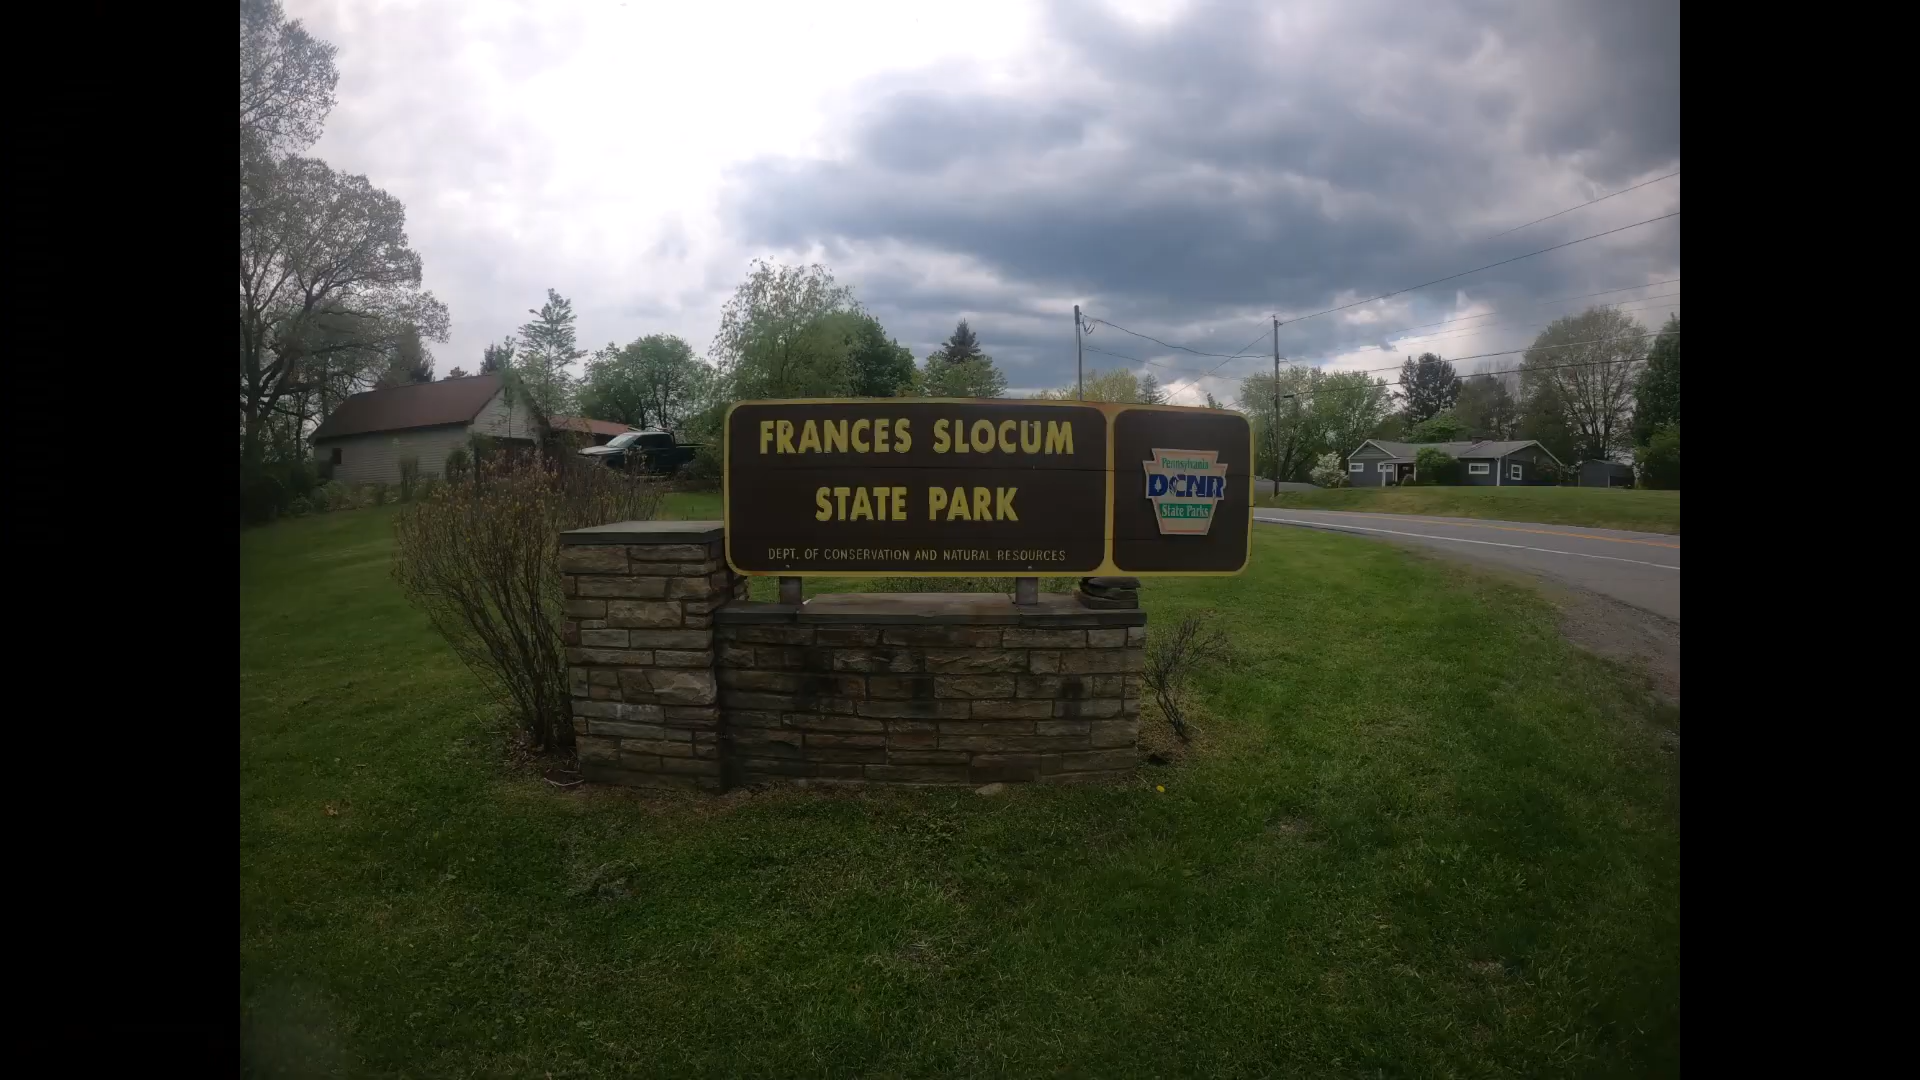 FRANCES SLOCUM
STATE PARK
DEPT. OF CONSERVATION AND NATURAL RESOURCES
Pennsylvania
DCNR
State Parks